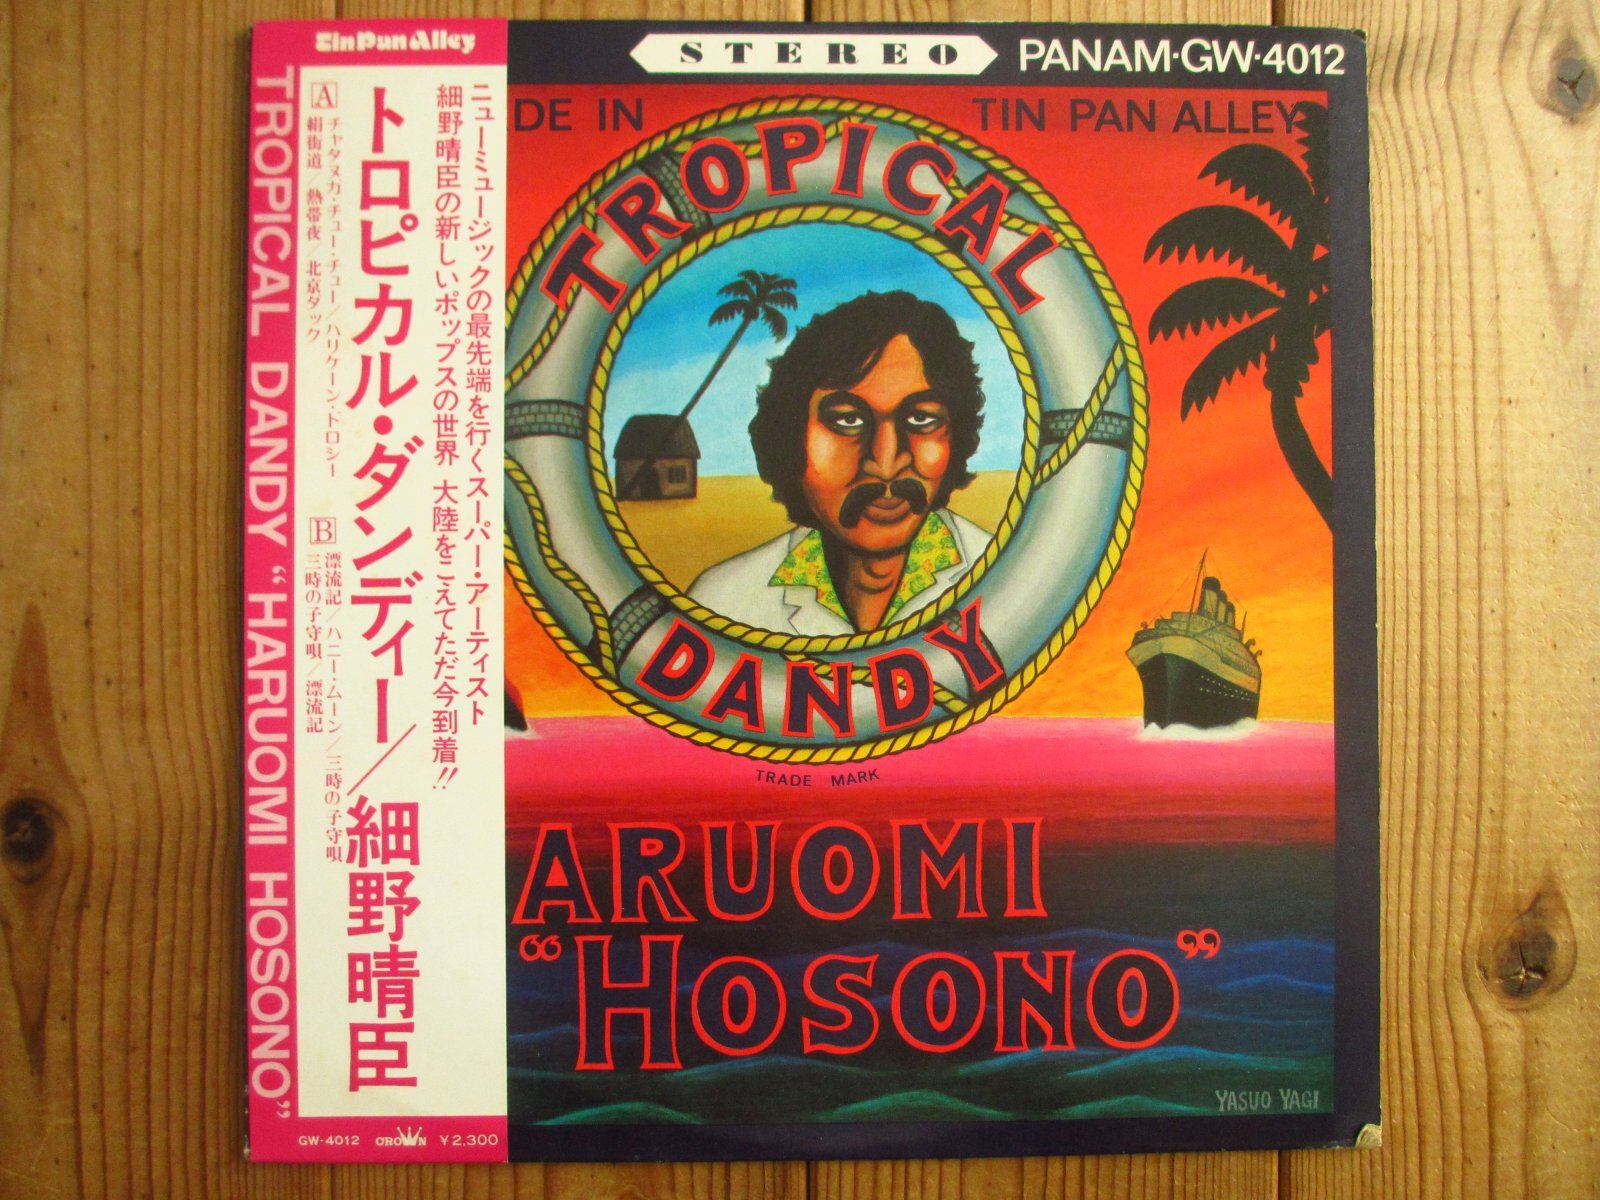 Tin Pan Alley
TROPICAL DANDY "HARUOMI HOSONO"
ニューミュージックの最先端を行くスーパー・アーティスト
細野晴臣の新しいポップスの世界 大陸をこえてただ今到着!!
トロピカル・ダンディー/細野晴臣
A
チャタヌガ・チュー・チュー/ハリケーン・ドロシー
絹街道/熱帯夜/北京ダック
B
漂流記/ハニー・ムーン/三時の子守唄
三時の子守唄/漂流記
GW-4012 CROWN ¥2,300
STEREO PANAM・GW・4012
DE IN TIN PAN ALLEY
TROPICAL
DANDY
TRADE MARK
ARUOMI
“HOSONO”
YASUO YAGI